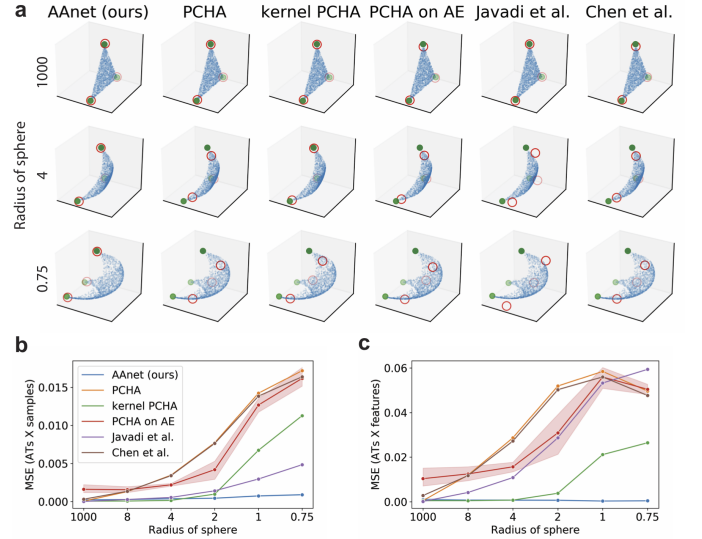 a
AAnet (ours) PCHA kernel PCHA PCHA on AE Javadi et al. Chen et al.
Radius of sphere
1000
4
0.75
b
MSE (ATs X samples)
0.015
0.010
0.005
0.000
AAnet (ours)
PCHA
kernel PCHA
PCHA on AE
Javadi et al.
Chen et al.
1000 8 4 2 1 0.75
Radius of sphere
c
MSE (ATs X features)
0.06
0.04
0.02
0.00
1000 8 4 2 1 0.75
Radius of sphere